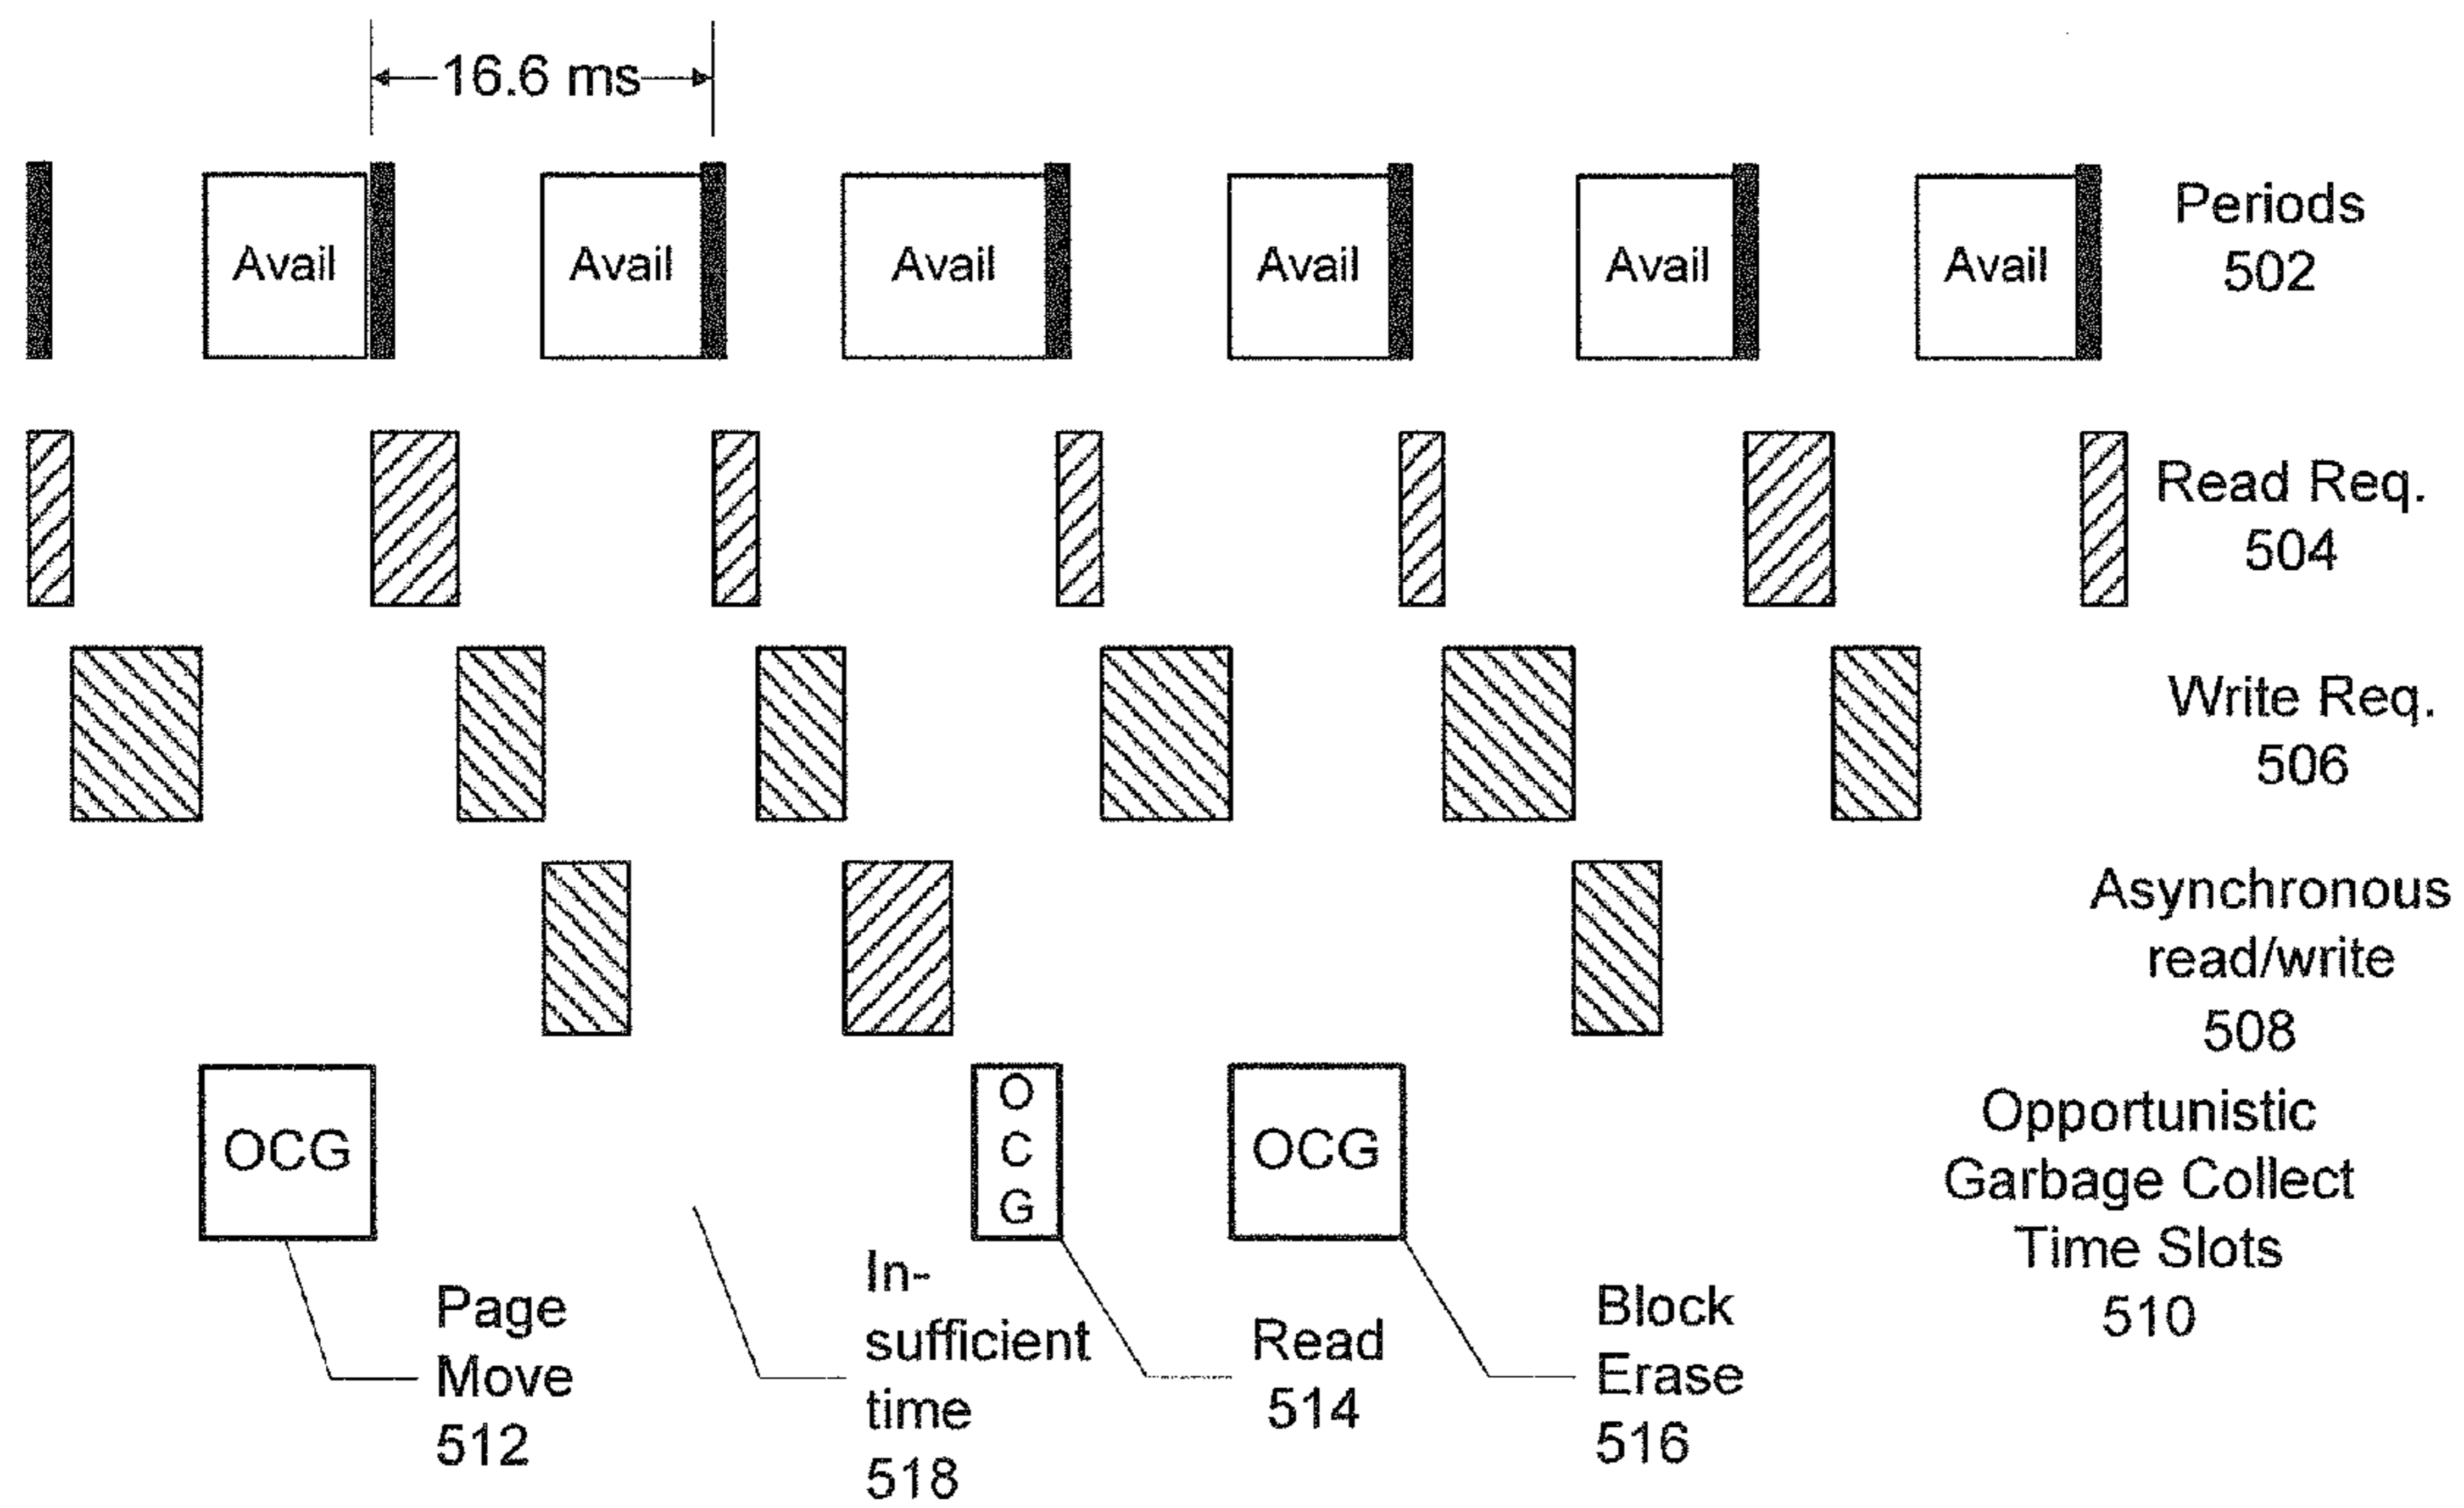 16.6 ms
Avail
Avail
Avail
Avail
Avail
Avail
Periods
502
Read Req.
504
Write Req.
506
Asynchronous
read/write
508
OCG
O
C
G
OCG
Opportunistic
Garbage Collect
Time Slots
510
Page
Move
512
In-
sufficient
time
518
Read
514
Block
Erase
516